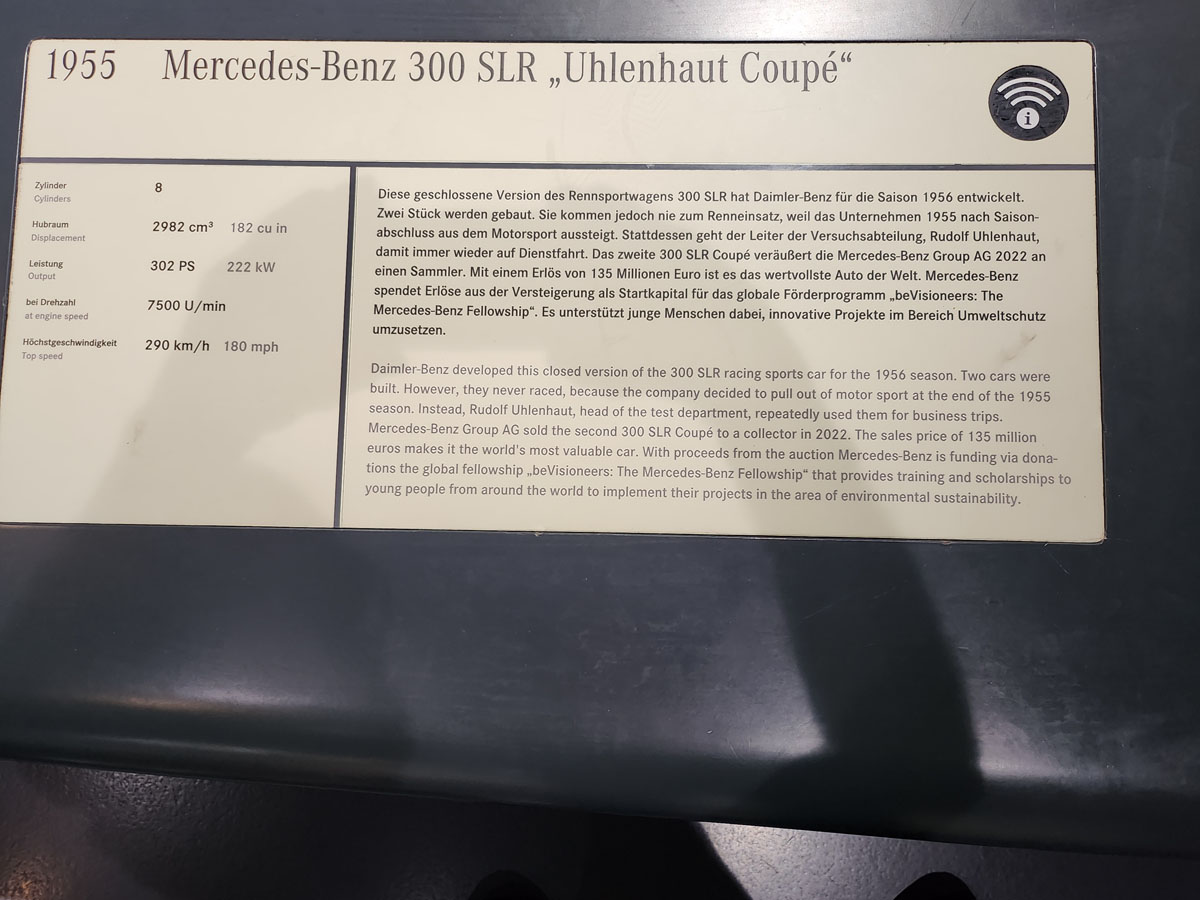 1955 Mercedes-Benz 300 SLR „Uhlenhaut Coupé“
i
Zylinder 8
Cylinders
Hubraum 2982 cm³ 182 cu in
Displacement
Leistung 302 PS 222 kW
Output
bei Drehzahl 7500 U/min
at engine speed
Höchstgeschwindigkeit 290 km/h 180 mph
Top speed
Diese geschlossene Version des Rennsportwagens 300 SLR hat Daimler-Benz für die Saison 1956 entwickelt.
Zwei Stück werden gebaut. Sie kommen jedoch nie zum Renneinsatz, weil das Unternehmen 1955 nach Saison-
abschluss aus dem Motorsport aussteigt. Stattdessen geht der Leiter der Versuchsabteilung, Rudolf Uhlenhaut,
damit immer wieder auf Dienstfahrt. Das zweite 300 SLR Coupé veräußert die Mercedes-Benz Group AG 2022 an
einen Sammler. Mit einem Erlös von 135 Millionen Euro ist es das wertvollste Auto der Welt. Mercedes-Benz
spendet Erlöse aus der Versteigerung als Startkapital für das globale Förderprogramm „beVisioneers: The
Mercedes-Benz Fellowship“. Es unterstützt junge Menschen dabei, innovative Projekte im Bereich Umweltschutz
umzusetzen.
Daimler-Benz developed this closed version of the 300 SLR racing sports car for the 1956 season. Two cars were
built. However, they never raced, because the company decided to pull out of motor sport at the end of the 1955
season. Instead, Rudolf Uhlenhaut, head of the test department, repeatedly used them for business trips.
Mercedes-Benz Group AG sold the second 300 SLR Coupé to a collector in 2022. The sales price of 135 million
euros makes it the world's most valuable car. With proceeds from the auction Mercedes-Benz is funding via dona-
tions the global fellowship „beVisioneers: The Mercedes-Benz Fellowship“ that provides training and scholarships to
young people from around the world to implement their projects in the area of environmental sustainability.